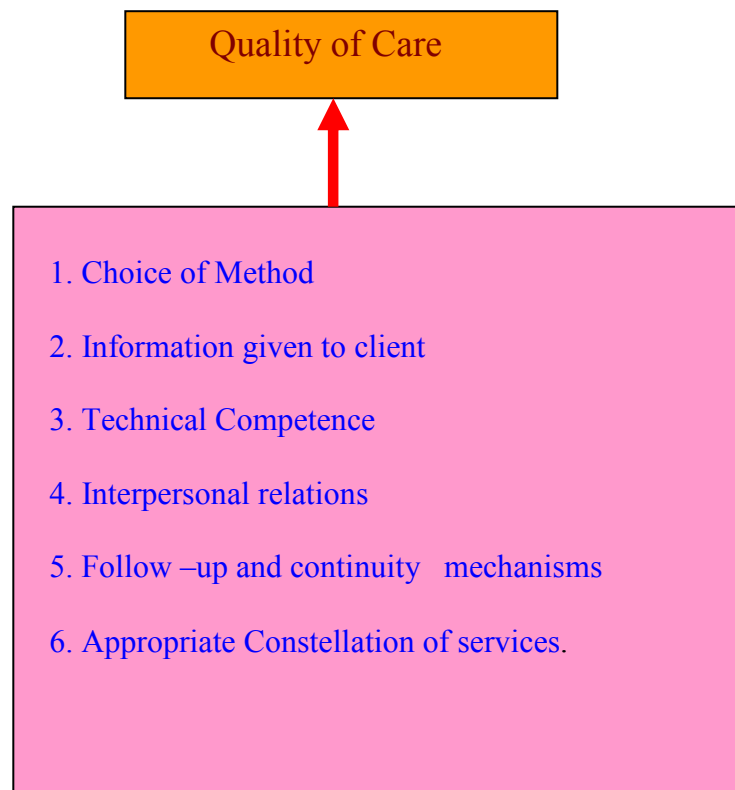 Quality of Care
1. Choice of Method
2. Information given to client
3. Technical Competence
4. Interpersonal relations
5. Follow –up and continuity   mechanisms
6. Appropriate Constellation of services.